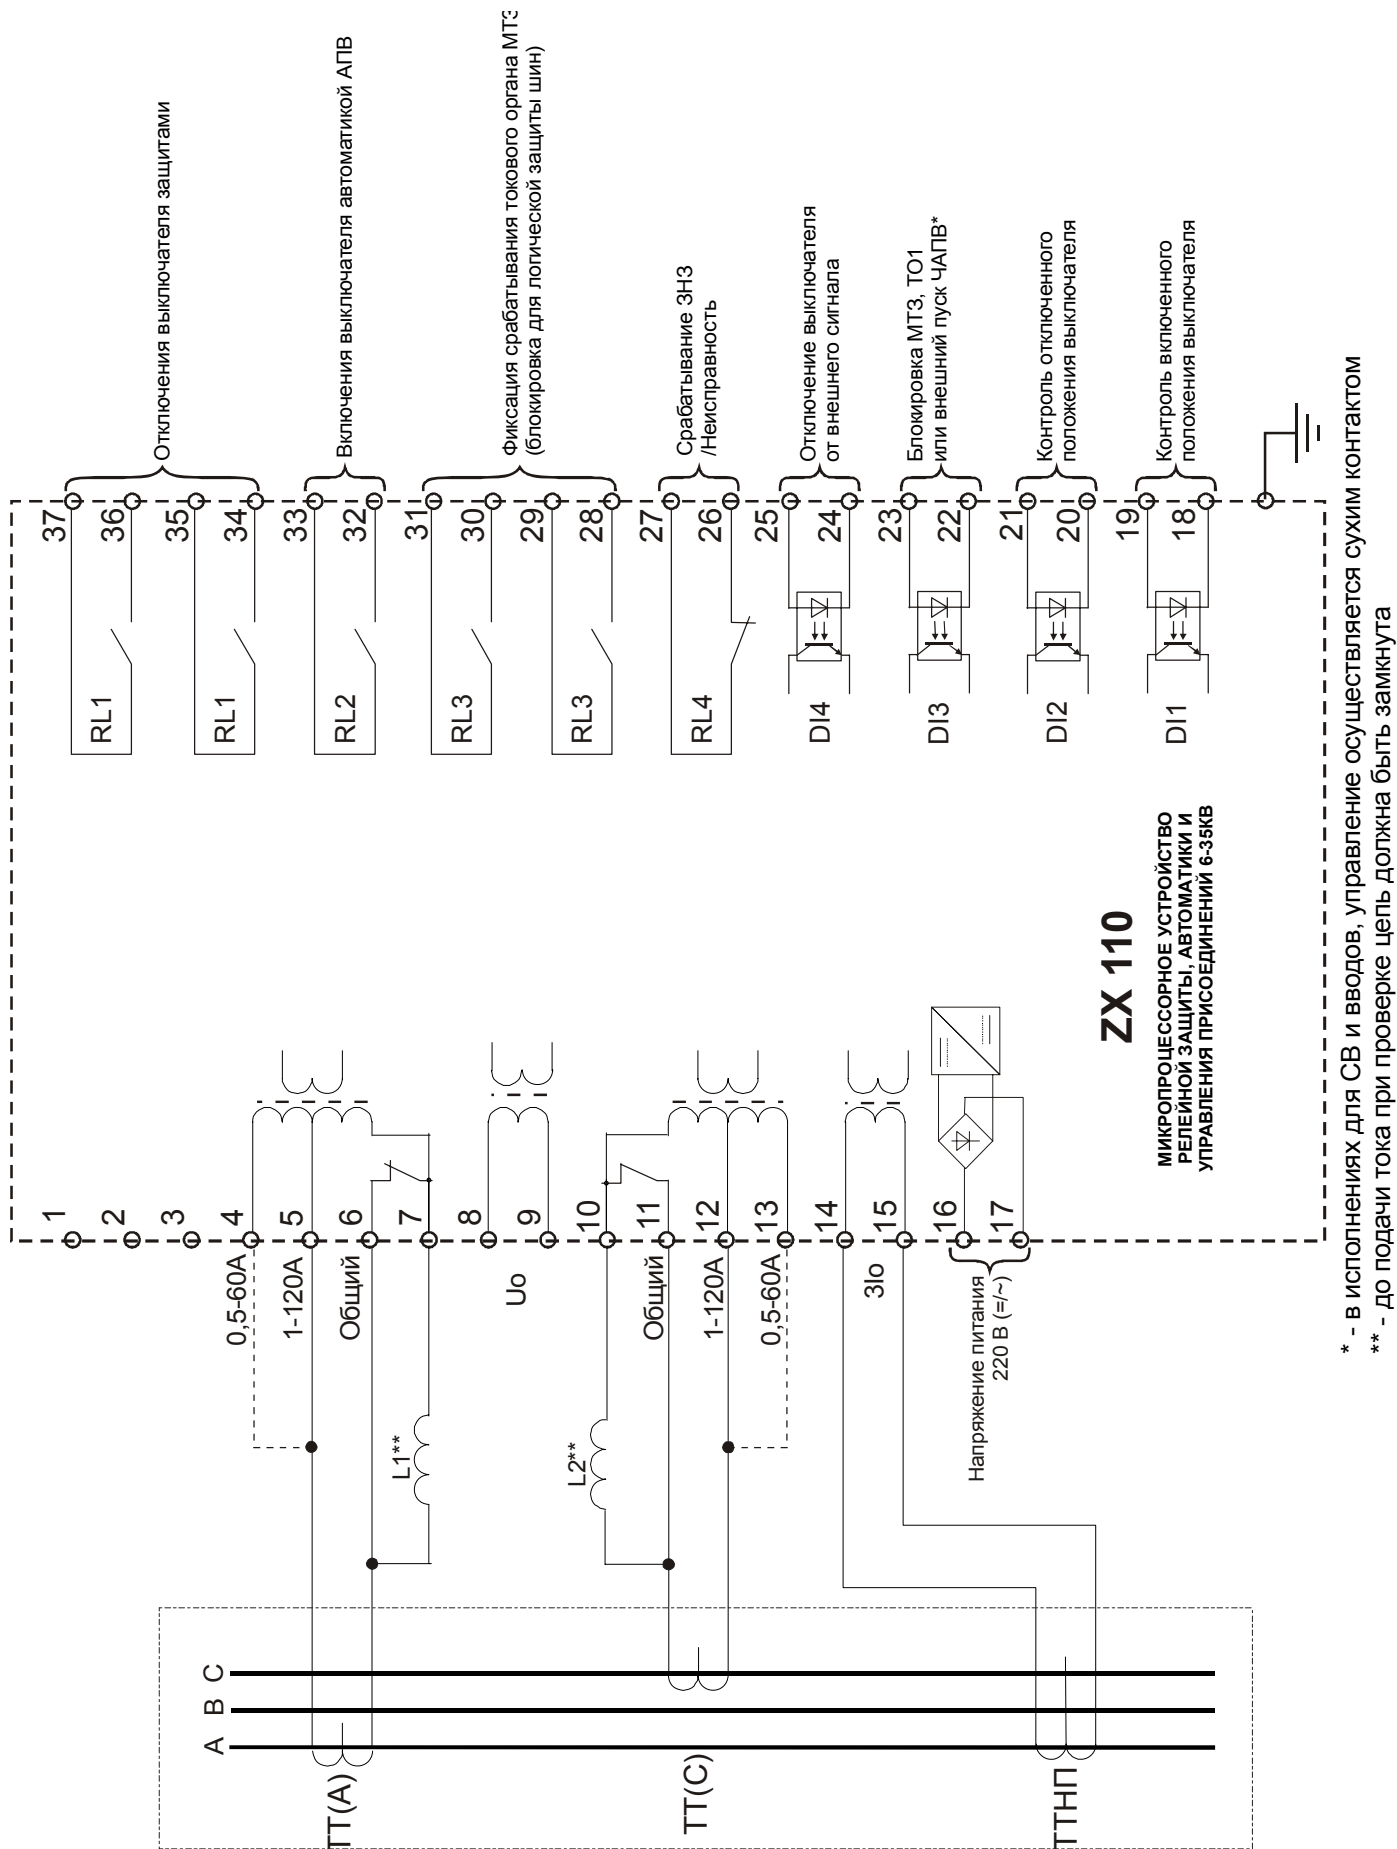 37
36
35
34
33
32
31
30
29
28
27
26
25
24
23
22
21
20
19
18
Отключения выключателя защитами
Включения выключателя автоматикой АПВ
Фиксация срабатывания токового органа МТЗ
(блокировка для логической защиты шин)
Срабатывание ЗНЗ
/Неисправность
Отключение выключателя
от внешнего сигнала
Блокировка МТЗ, ТО1
или внешний пуск ЧАПВ*
Контроль отключенного
положения выключателя
Контроль включенного
положения выключателя
RL1
RL1
RL2
RL3
RL3
RL4
DI4
DI3
DI2
DI1
ZX 110
МИКРОПРОЦЕССОРНОЕ УСТРОЙСТВО
РЕЛЕЙНОЙ ЗАЩИТЫ, АВТОМАТИКИ И
УПРАВЛЕНИЯ ПРИСОЕДИНЕНИЙ 6-35КВ
1
2
3
4
5
6
7
8
9
10
11
12
13
14
15
16
17
0,5-60А
1-120А
Общий
Uo
Общий
1-120А
0,5-60А
3Io
Напряжение питания
220 В (=/~)
L1**
L2**
A
B
C
ТТ(А)
ТТ(С)
ТТНП
* - в исполнениях для СВ и вводов, управление осуществляется сухим контактом
** - до подачи тока при проверке цепь должна быть замкнута